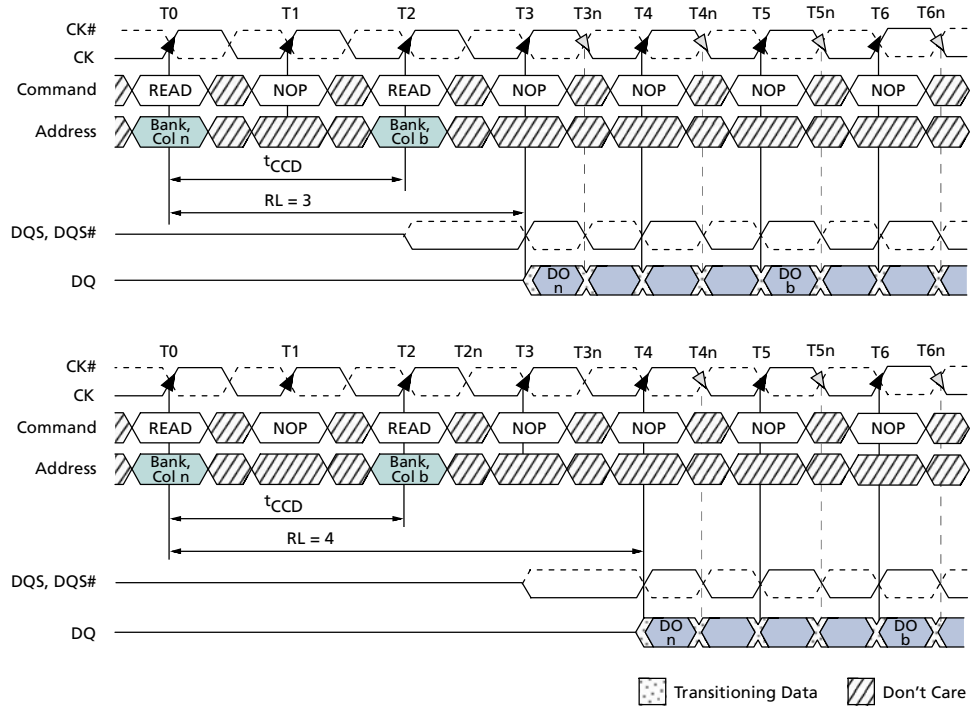 T0 T1 T2 T3 T3n T4 T4n T5 T5n T6 T6n
CK#
CK
Command READ NOP READ NOP NOP NOP NOP
Address Bank, Col n Bank, Col b
tCCD
RL = 3
DQS, DQS#
DQ DO n DO b
T0 T1 T2 T2n T3 T3n T4 T4n T5 T5n T6 T6n
CK#
CK
Command READ NOP READ NOP NOP NOP NOP
Address Bank, Col n Bank, Col b
tCCD
RL = 4
DQS, DQS#
DQ DO n DO b
Transitioning Data Don't Care